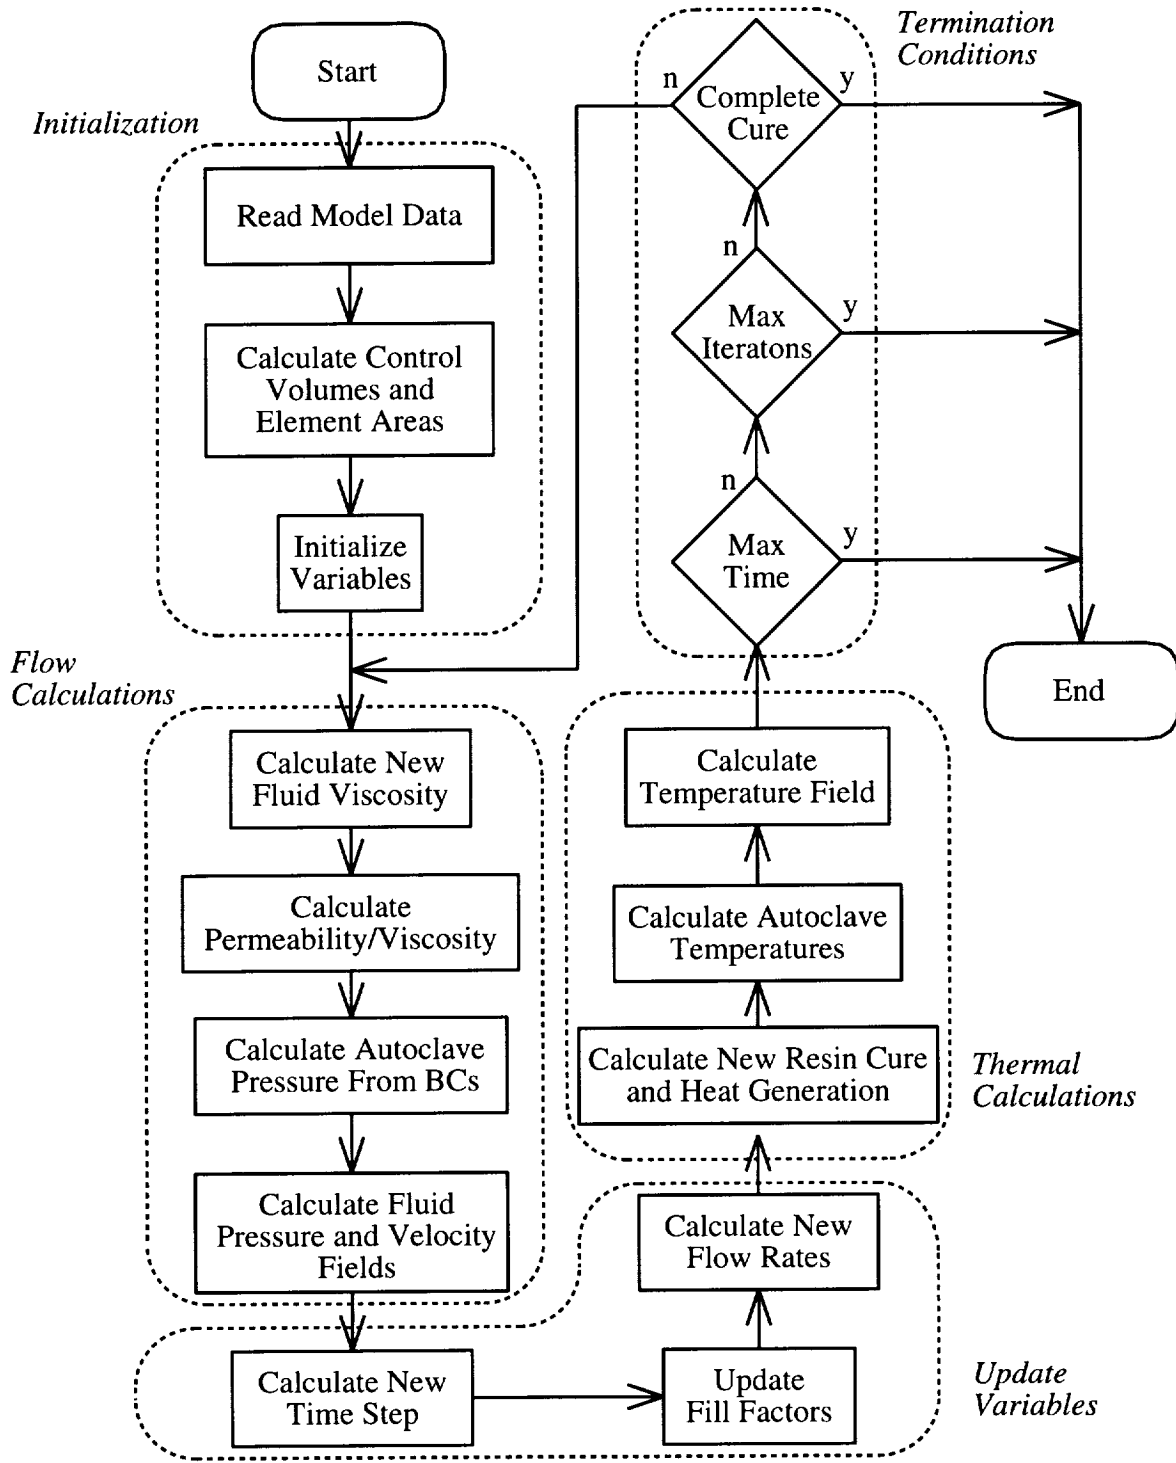 Start
Initialization
Read Model Data
Calculate Control
Volumes and
Element Areas
Initialize
Variables
Flow
Calculations
Calculate New
Fluid Viscosity
Calculate
Permeability/Viscosity
Calculate Autoclave
Pressure From BCs
Calculate Fluid
Pressure and Velocity
Fields
Calculate New
Time Step
Update
Fill Factors
Calculate New
Flow Rates
Update
Variables
Calculate New Resin Cure
and Heat Generation
Thermal
Calculations
Calculate Autoclave
Temperatures
Calculate
Temperature Field
Max
Time
n
y
Max
Iteratons
n
y
Complete
Cure
n
y
Termination
Conditions
End